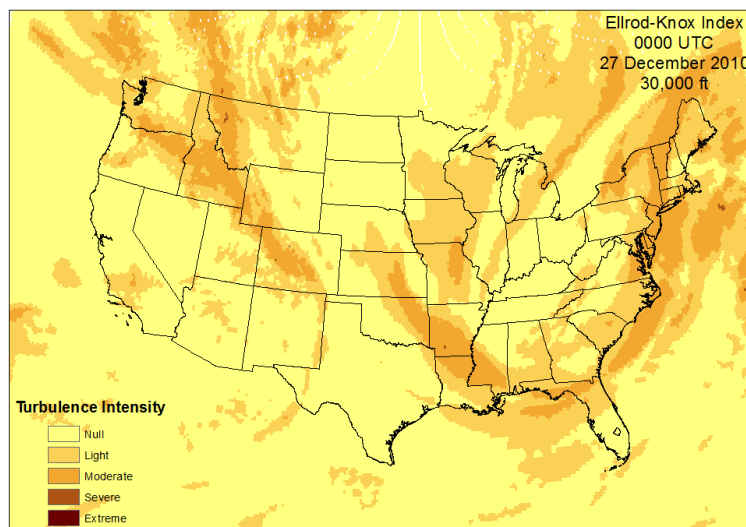 Ellrod-Knox Index
0000 UTC
27 December 2010
30,000 ft
Turbulence Intensity
Null
Light
Moderate
Severe
Extreme